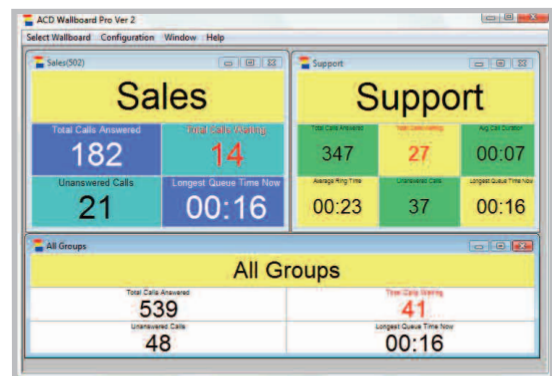 ACD Wallboard Pro Ver 2
Select Wallboard Configuration Window Help
Sales(502)
Sales
Total Calls Answered
Total Calls Waiting
182
14
Unanswered Calls
Longest Queue Time Now
21
00:16
Support
Support
Total Calls Answered
Total Calls Waiting
Avg Call Duration
347
27
00:07
Average Ring Time
Unanswered Calls
Longest Queue Time Now
00:23
37
00:16
All Groups
All Groups
Total Calls Answered
Total Calls Waiting
539
41
Unanswered Calls
Longest Queue Time Now
48
00:16